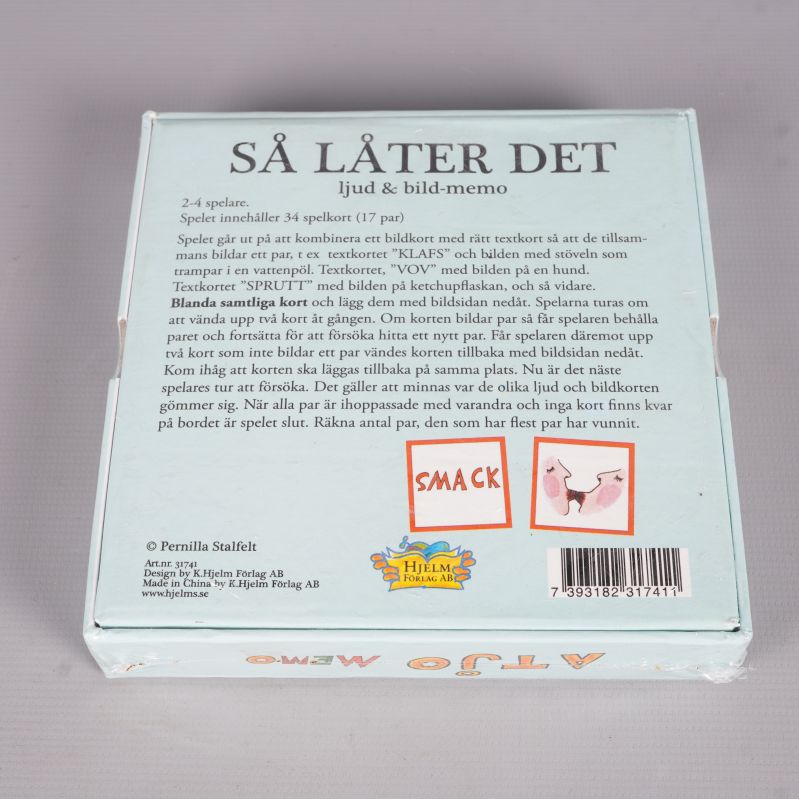 SÅ LÅTER DET
ljud & bild-memo
2-4 spelare.
Spelet innehåller 34 spelkort (17 par)
Spelet går ut på att kombinera ett bildkort med rätt textkort så att de tillsam-
mans bildar ett par, t ex textkortet ”KLAFS” och bilden med stöveln som
trampar i en vattenpöl. Textkortet, ”VOV” med bilden på en hund.
Textkortet ”SPRUTT” med bilden på ketchupflaskan, och så vidare.
Blanda samtliga kort och lägg dem med bildsidan nedåt. Spelarna turas om
att vända upp två kort åt gången. Om korten bildar par så får spelaren behålla
paret och fortsätta för att försöka hitta ett nytt par. Får spelaren däremot upp
två kort som inte bildar ett par vändes korten tillbaka med bildsidan nedåt.
Kom ihåg att korten ska läggas tillbaka på samma plats. Nu är det näste
spelares tur att försöka. Det gäller att minnas var de olika ljud och bildkorten
gömmer sig. När alla par är ihoppassade med varandra och inga kort finns kvar
på bordet är spelet slut. Räkna antal par, den som har flest par har vunnit.
SMACK
© Pernilla Stalfelt
Art.nr. 31741
Design by K.Hjelm Förlag AB
Made in China by K.Hjelm Förlag AB
www.hjelms.se
HJELM
FÖRLAG AB
7 393182 317411
ÅTJO MEMO